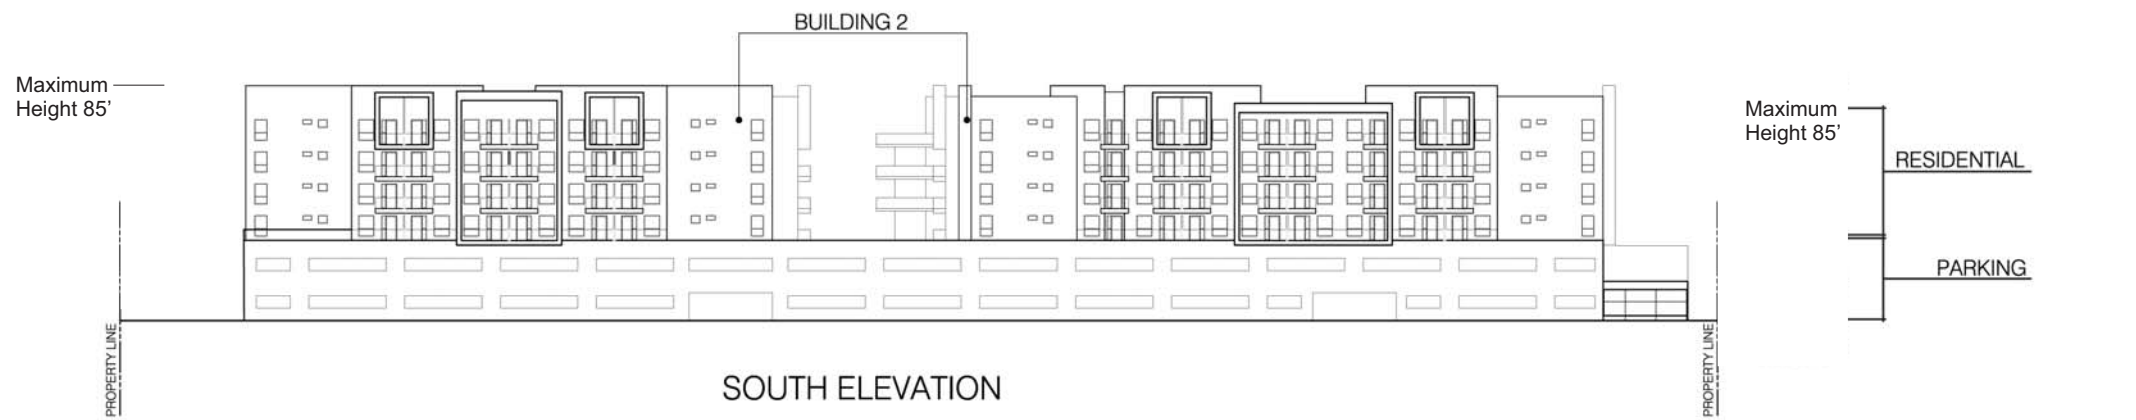 BUILDING 2
Maximum
Height 85’
Maximum
Height 85’
RESIDENTIAL
PARKING
PROPERTY LINE
PROPERTY LINE
SOUTH ELEVATION